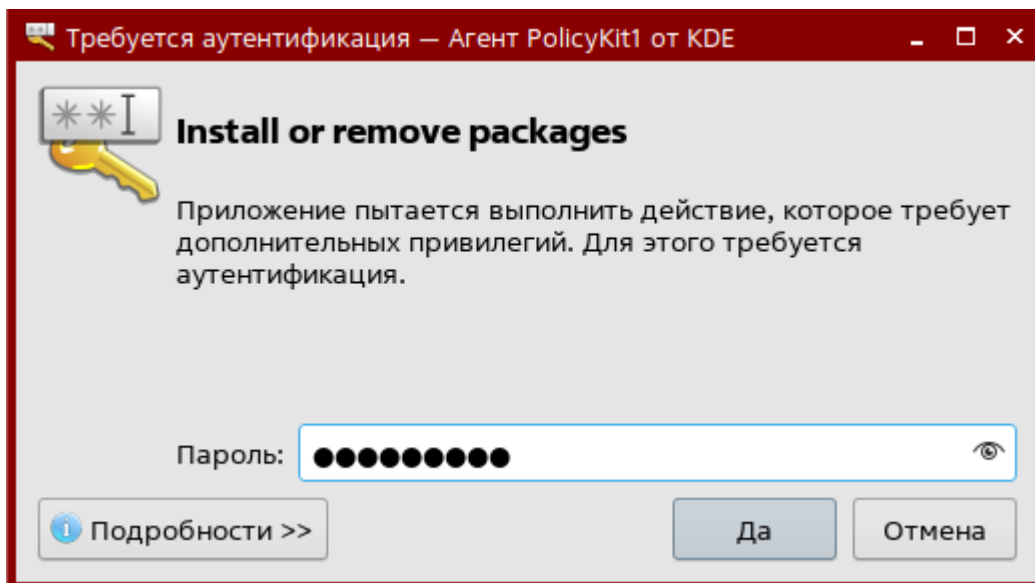 Требуется аутентификация — Агент PolicyKit1 от KDE
Install or remove packages
Приложение пытается выполнить действие, которое требует
дополнительных привилегий. Для этого требуется
аутентификация.
Пароль: ●●●●●●●●●
Подробности >>
Да
Отмена